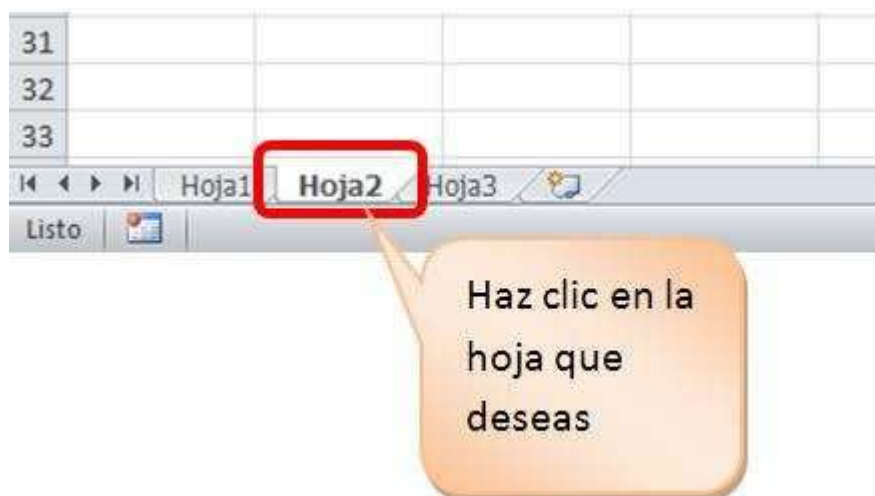 31
32
33
Hoja1 Hoja2 Hoja3
Listo
Haz clic en la
hoja que
deseas